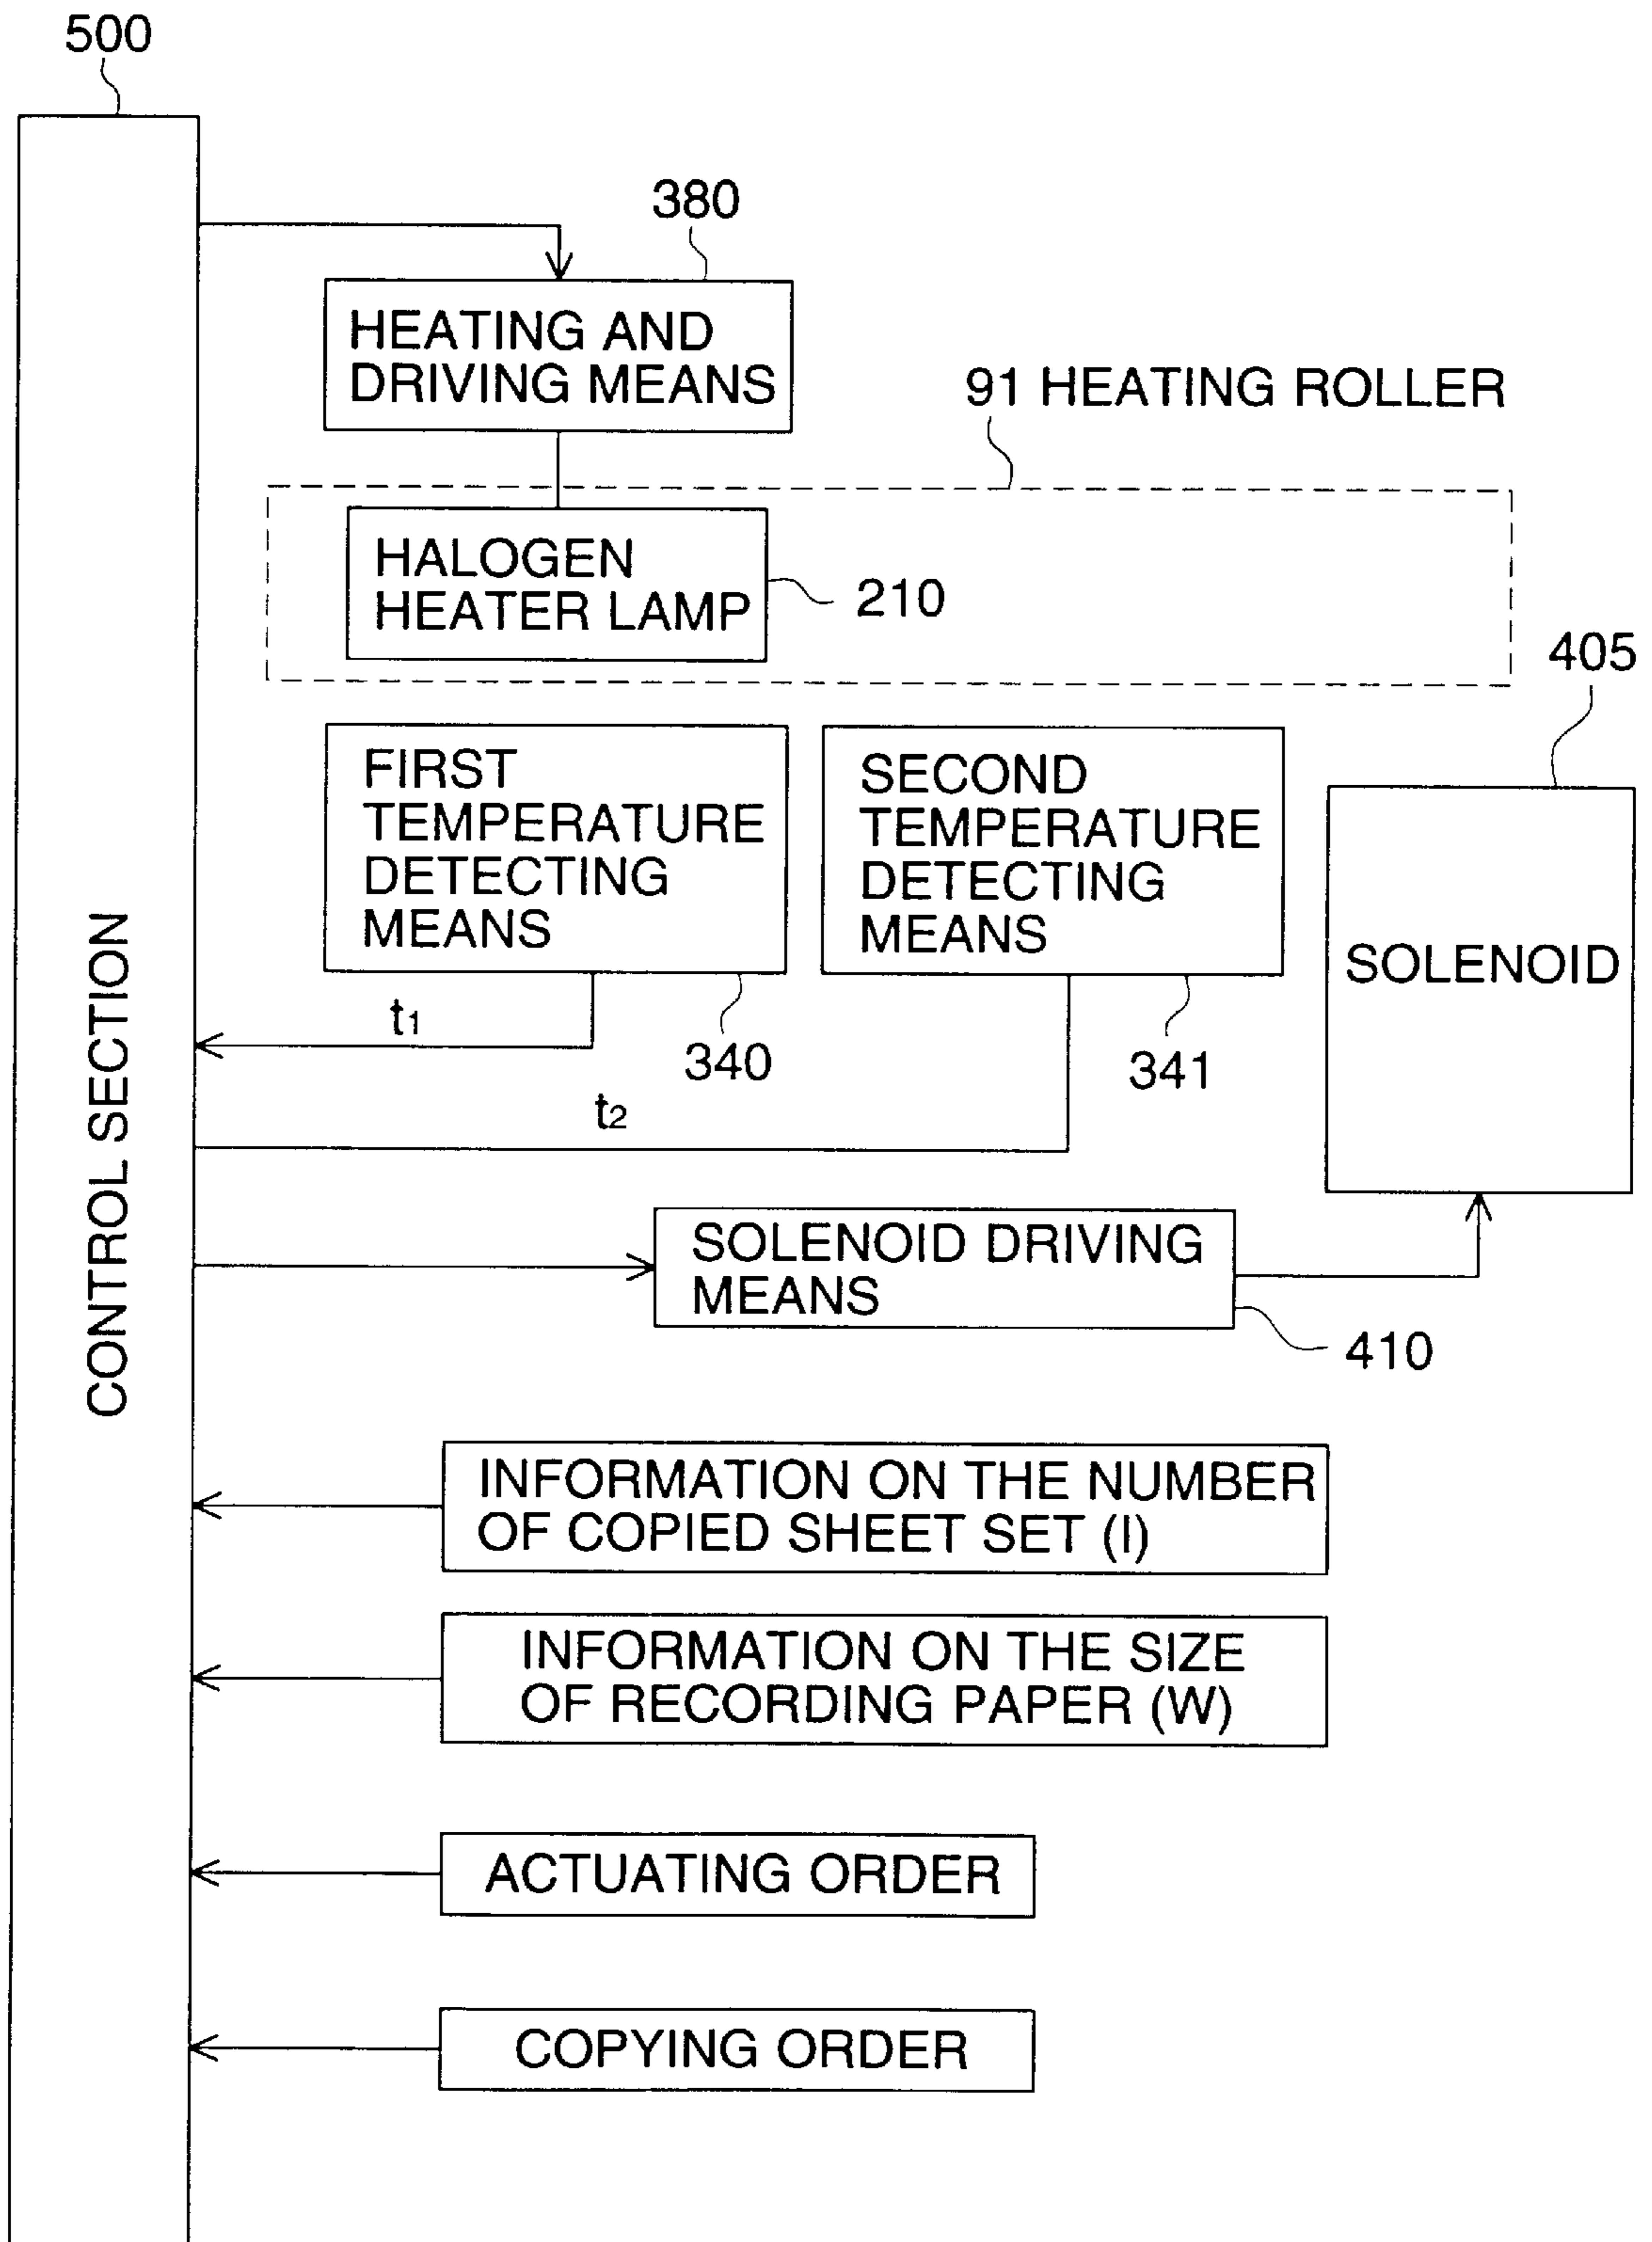 500
380
HEATING AND
DRIVING MEANS
91 HEATING ROLLER
HALOGEN
HEATER LAMP
210
405
FIRST
TEMPERATURE
DETECTING
MEANS
SECOND
TEMPERATURE
DETECTING
MEANS
SOLENOID
t1
340
341
t2
CONTROL SECTION
SOLENOID DRIVING
MEANS
410
INFORMATION ON THE NUMBER
OF COPIED SHEET SET (I)
INFORMATION ON THE SIZE
OF RECORDING PAPER (W)
ACTUATING ORDER
COPYING ORDER